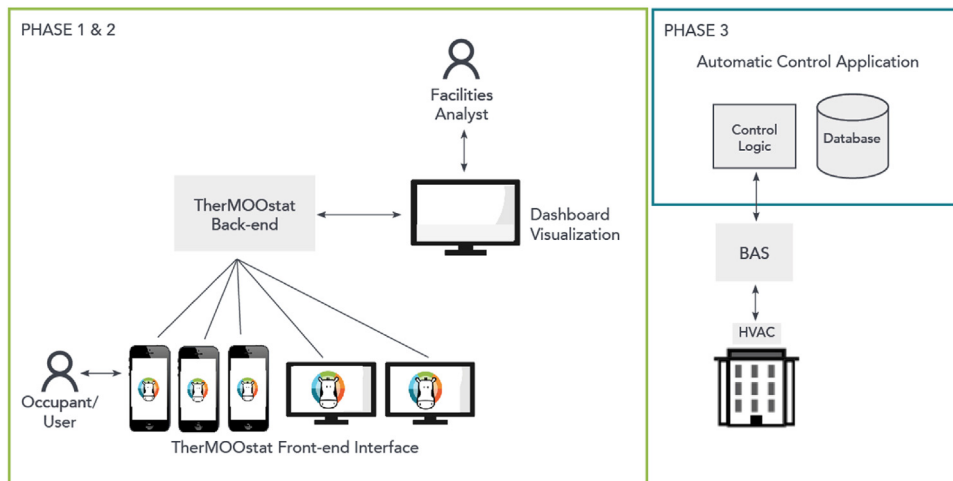 PHASE 1 & 2
Facilities
Analyst
TherMOOstat
Back-end
Dashboard
Visualization
Occupant/
User
TherMOOstat Front-end Interface
PHASE 3
Automatic Control Application
Control
Logic
Database
BAS
HVAC